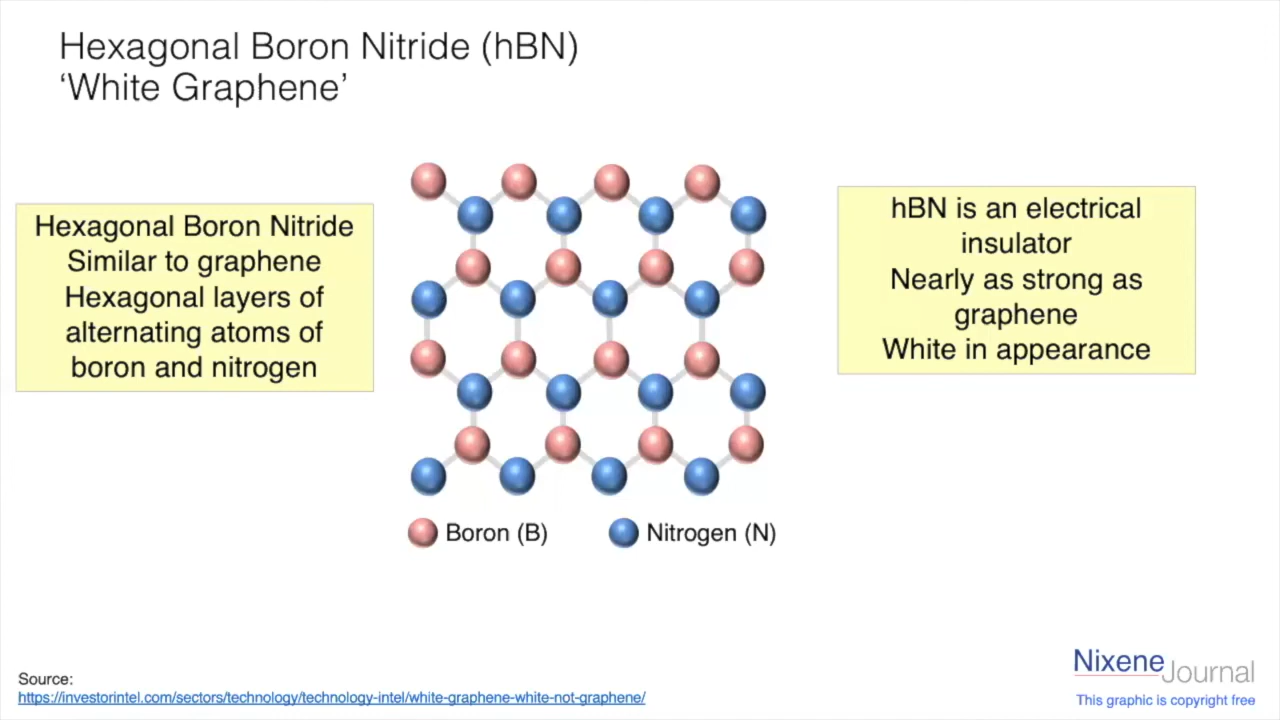 Hexagonal Boron Nitride (hBN)
‘White Graphene’
Hexagonal Boron Nitride
Similar to graphene
Hexagonal layers of
alternating atoms of
boron and nitrogen
hBN is an electrical
insulator
Nearly as strong as
graphene
White in appearance
Boron (B)
Nitrogen (N)
Source:
https://investorintel.com/sectors/technology/technology-intel/white-graphene-white-not-graphene/
Nixene Journal
This graphic is copyright free